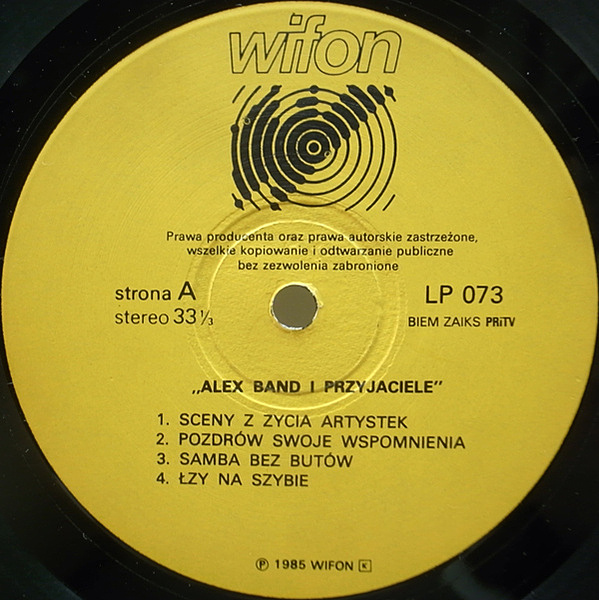 wifon
Prawa producenta oraz prawa autorskie zastrzeżone,
wszelkie kopiowanie i odtwarzanie publiczne
bez zezwolenia zabronione
strona A
stereo 33 ⅓
LP 073
BIEM ZAIKS PRiTV
„ALEX BAND I PRZYJACIELE”
1. SCENY Z ZYCIA ARTYSTEK
2. POZDRÓW SWOJE WSPOMNIENIA
3. SAMBA BEZ BUTÓW
4. ŁZY NA SZYBIE
℗ 1985 WIFON K